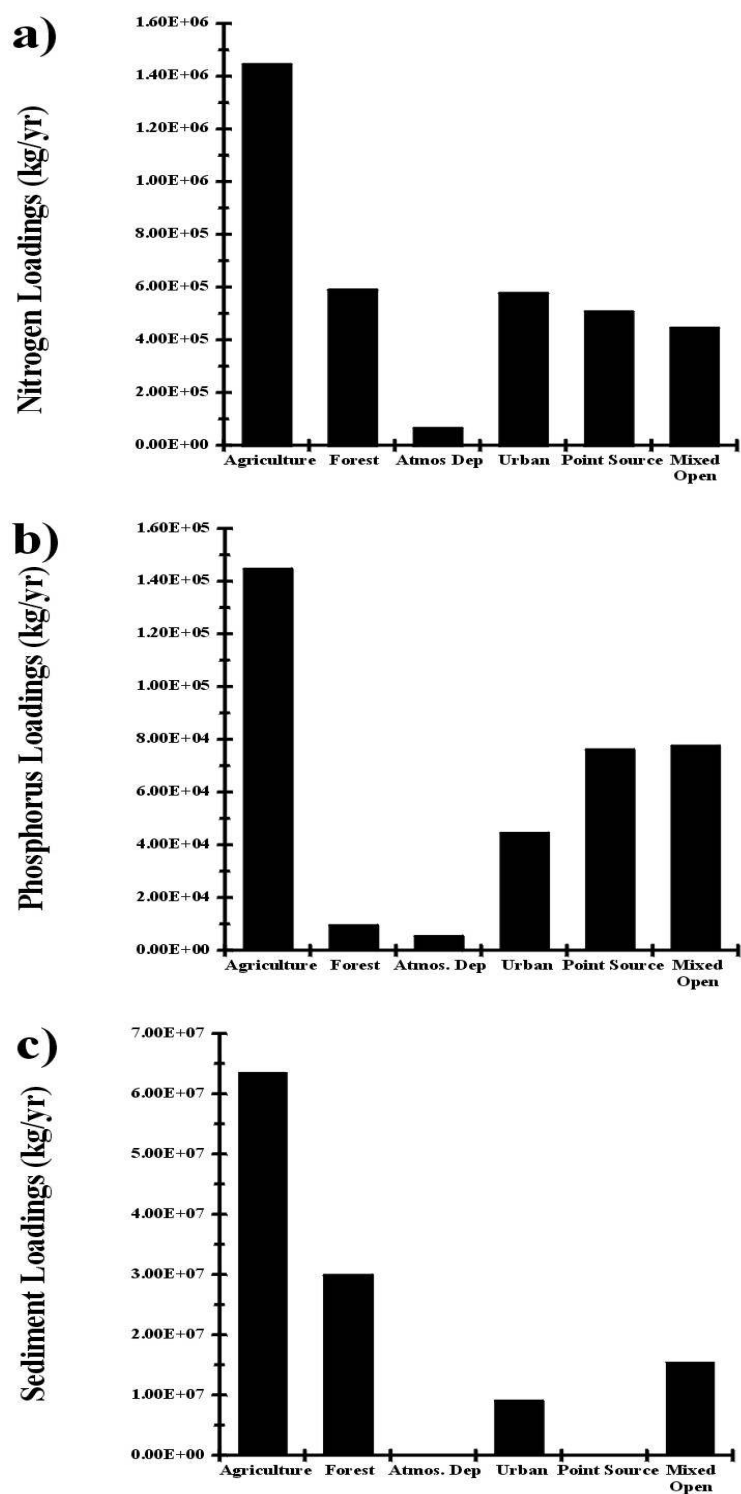 a)
Nitrogen Loadings (kg/yr)
1.60E+06
1.40E+06
1.20E+06
1.00E+06
8.00E+05
6.00E+05
4.00E+05
2.00E+05
0.00E+00
Agriculture Forest Atmos Dep Urban Point Source Mixed
Open
b)
Phosphorus Loadings (kg/yr)
1.60E+05
1.40E+05
1.20E+05
1.00E+05
8.00E+04
6.00E+04
4.00E+04
2.00E+04
0.00E+00
Agriculture Forest Atmos. Dep Urban Point Source Mixed
Open
c)
Sediment Loadings (kg/yr)
7.00E+07
6.00E+07
5.00E+07
4.00E+07
3.00E+07
2.00E+07
1.00E+07
0.00E+00
Agriculture Forest Atmos. Dep Urban Point Source Mixed
Open